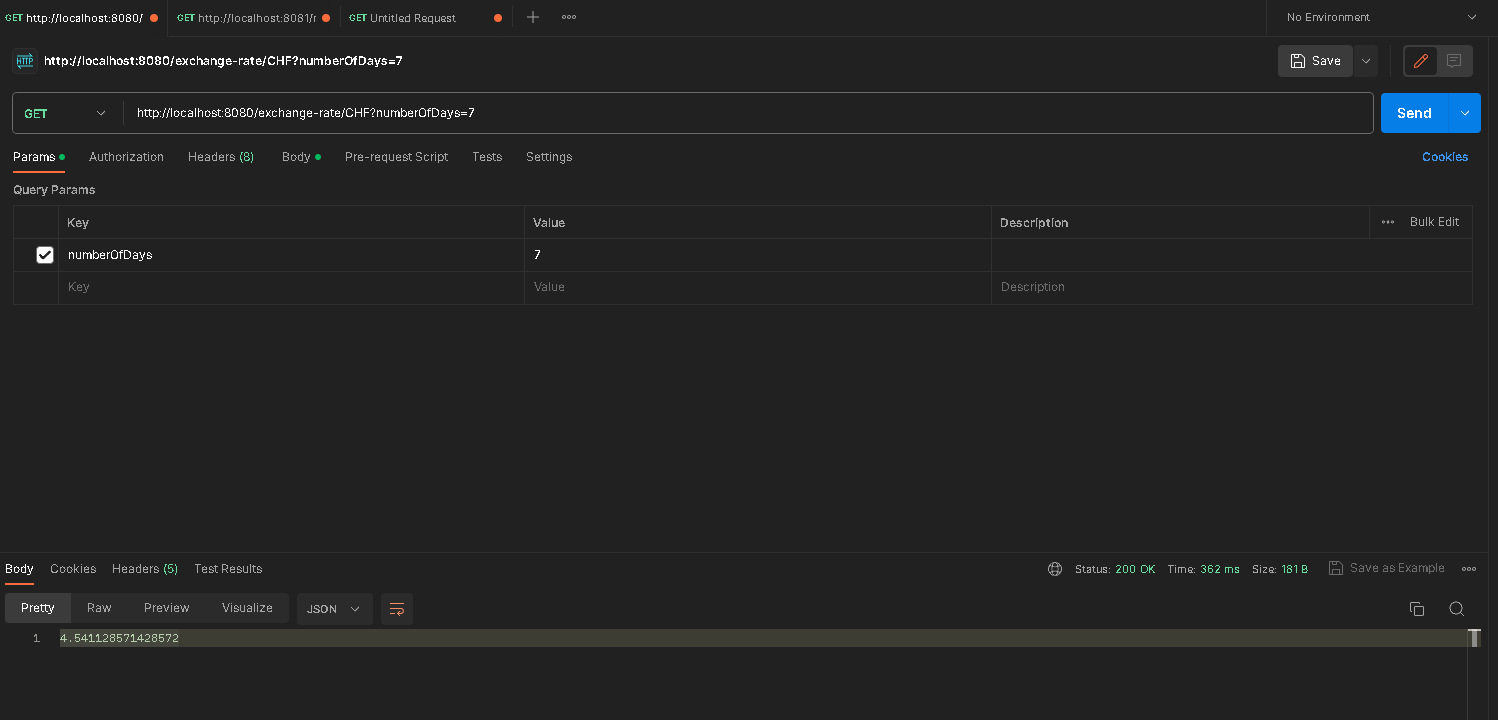 GET http://localhost:8080/ GET http://localhost:8081/r GET Untitled Request No Environment
HTTP http://localhost:8080/exchange-rate/CHF?numberOfDays=7 Save
GET http://localhost:8080/exchange-rate/CHF?numberOfDays=7 Send
Params Authorization Headers (8) Body Pre-request Script Tests Settings Cookies
Query Params
Key Value Description Bulk Edit
numberOfDays 7
Key Value Description
Body Cookies Headers (5) Test Results Status: 200 OK Time: 362 ms Size: 181 B Save as Example
Pretty Raw Preview Visualize JSON
1 4.541128571428572